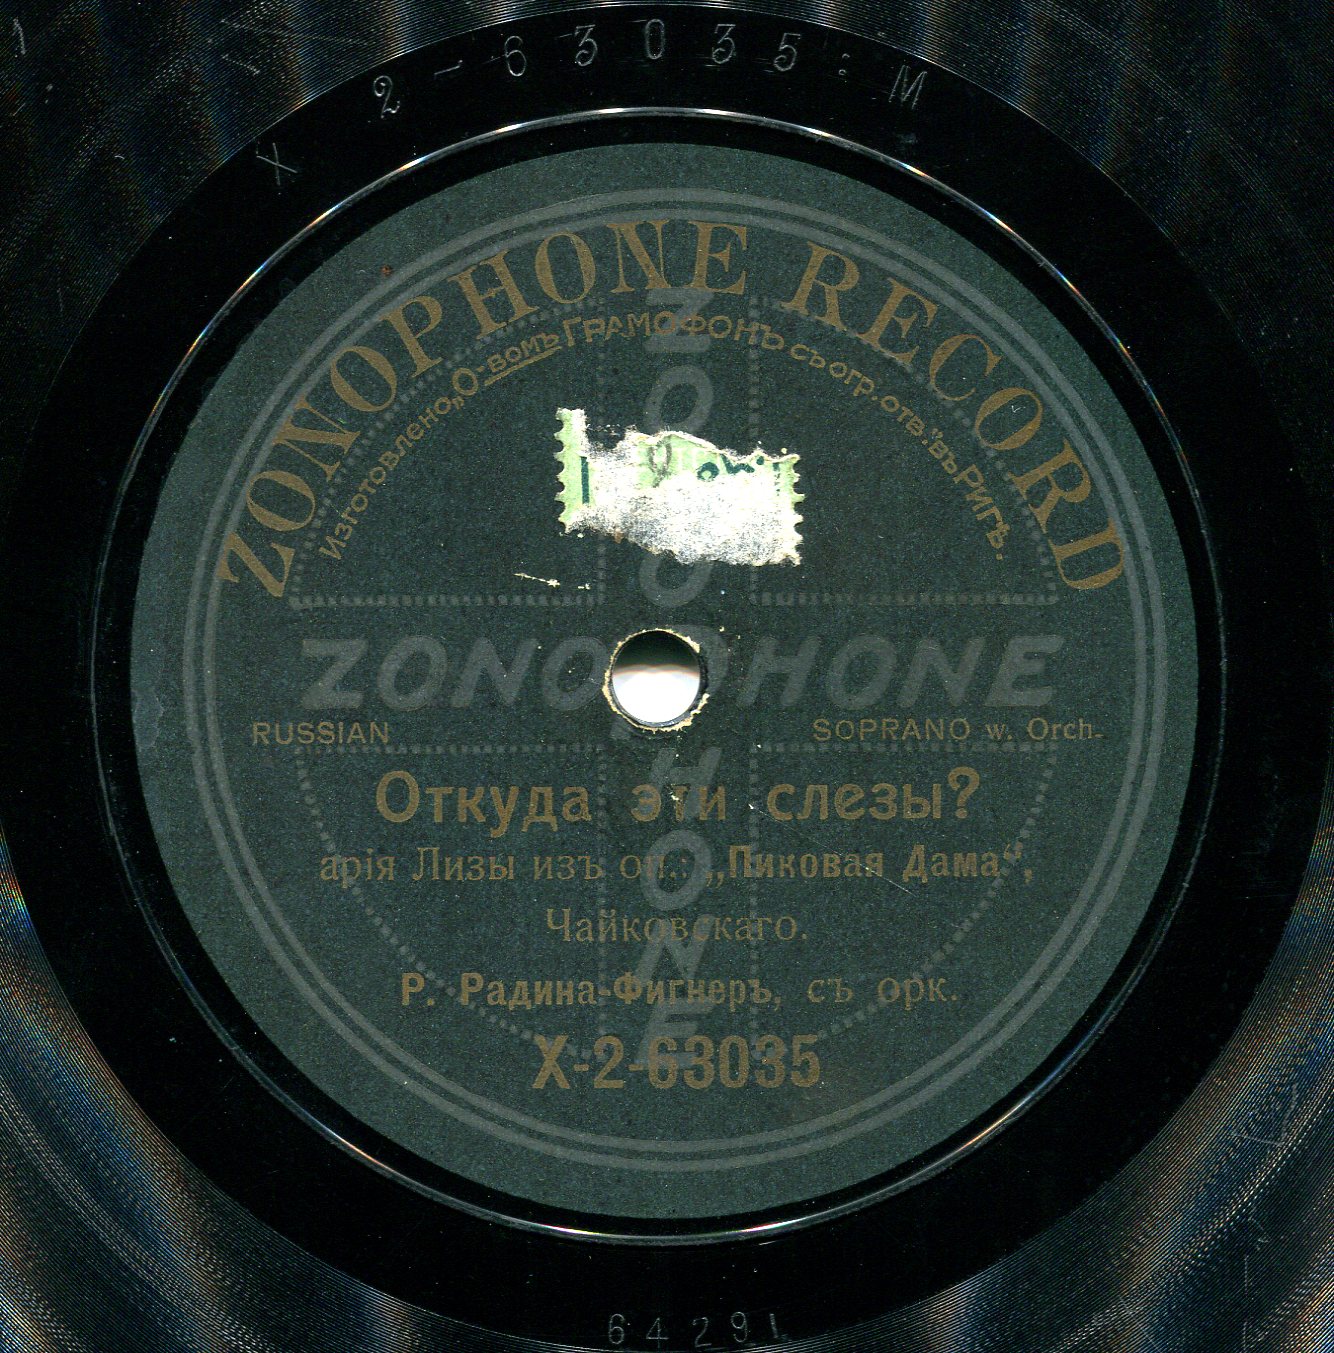 X 2-63035:M
ZONOPHONE RECORD
Изготовлено „О-вомъ Грамофонъ съ огр. отв." въ Ригѣ.
ZONOPHONE
ZONOPHONE
RUSSIAN
SOPRANO w. Orch.
Откуда эти слезы?
арія Лизы изъ оп.: „Пиковая Дама",
Чайковскаго.
Р. Радина-Фигнеръ, съ орк.
X-2-63035
6429L